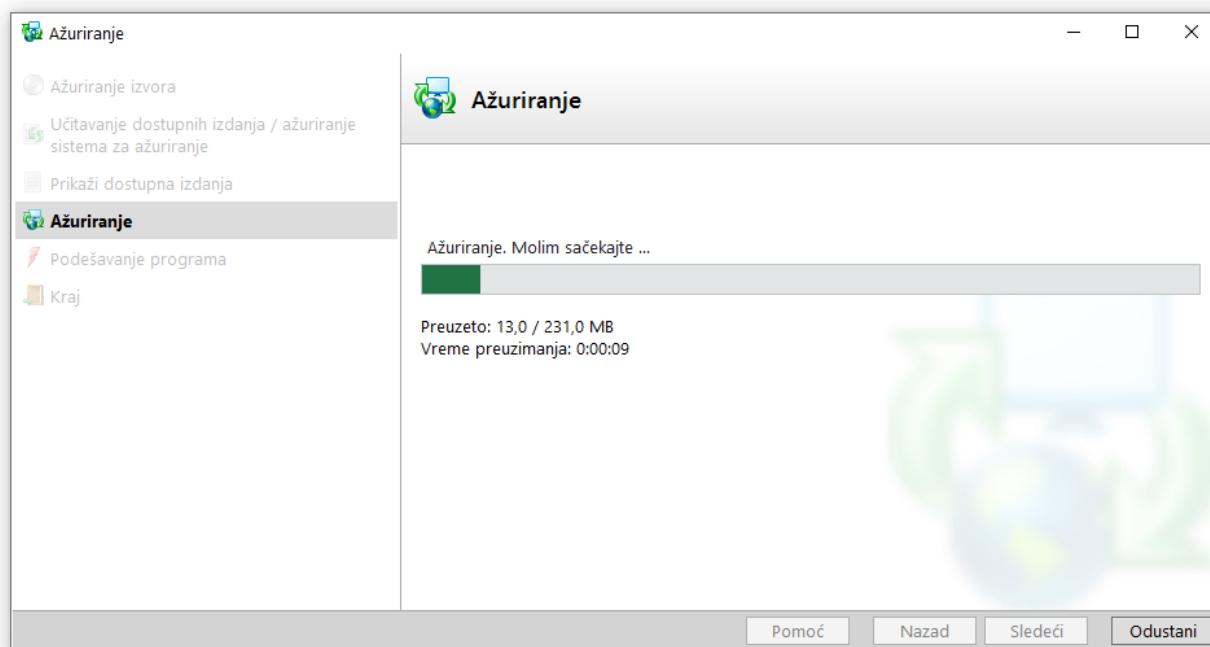 Ažuriranje
Ažuriranje izvora
Učitavanje dostupnih izdanja / ažuriranje
sistema za ažuriranje
Prikaži dostupna izdanja
Ažuriranje
Podešavanje programa
Kraj
Ažuriranje
Ažuriranje. Molim sačekajte ...
Preuzeto: 13,0 / 231,0 MB
Vreme preuzimanja: 0:00:09
Pomoć
Nazad
Sledeći
Odustani